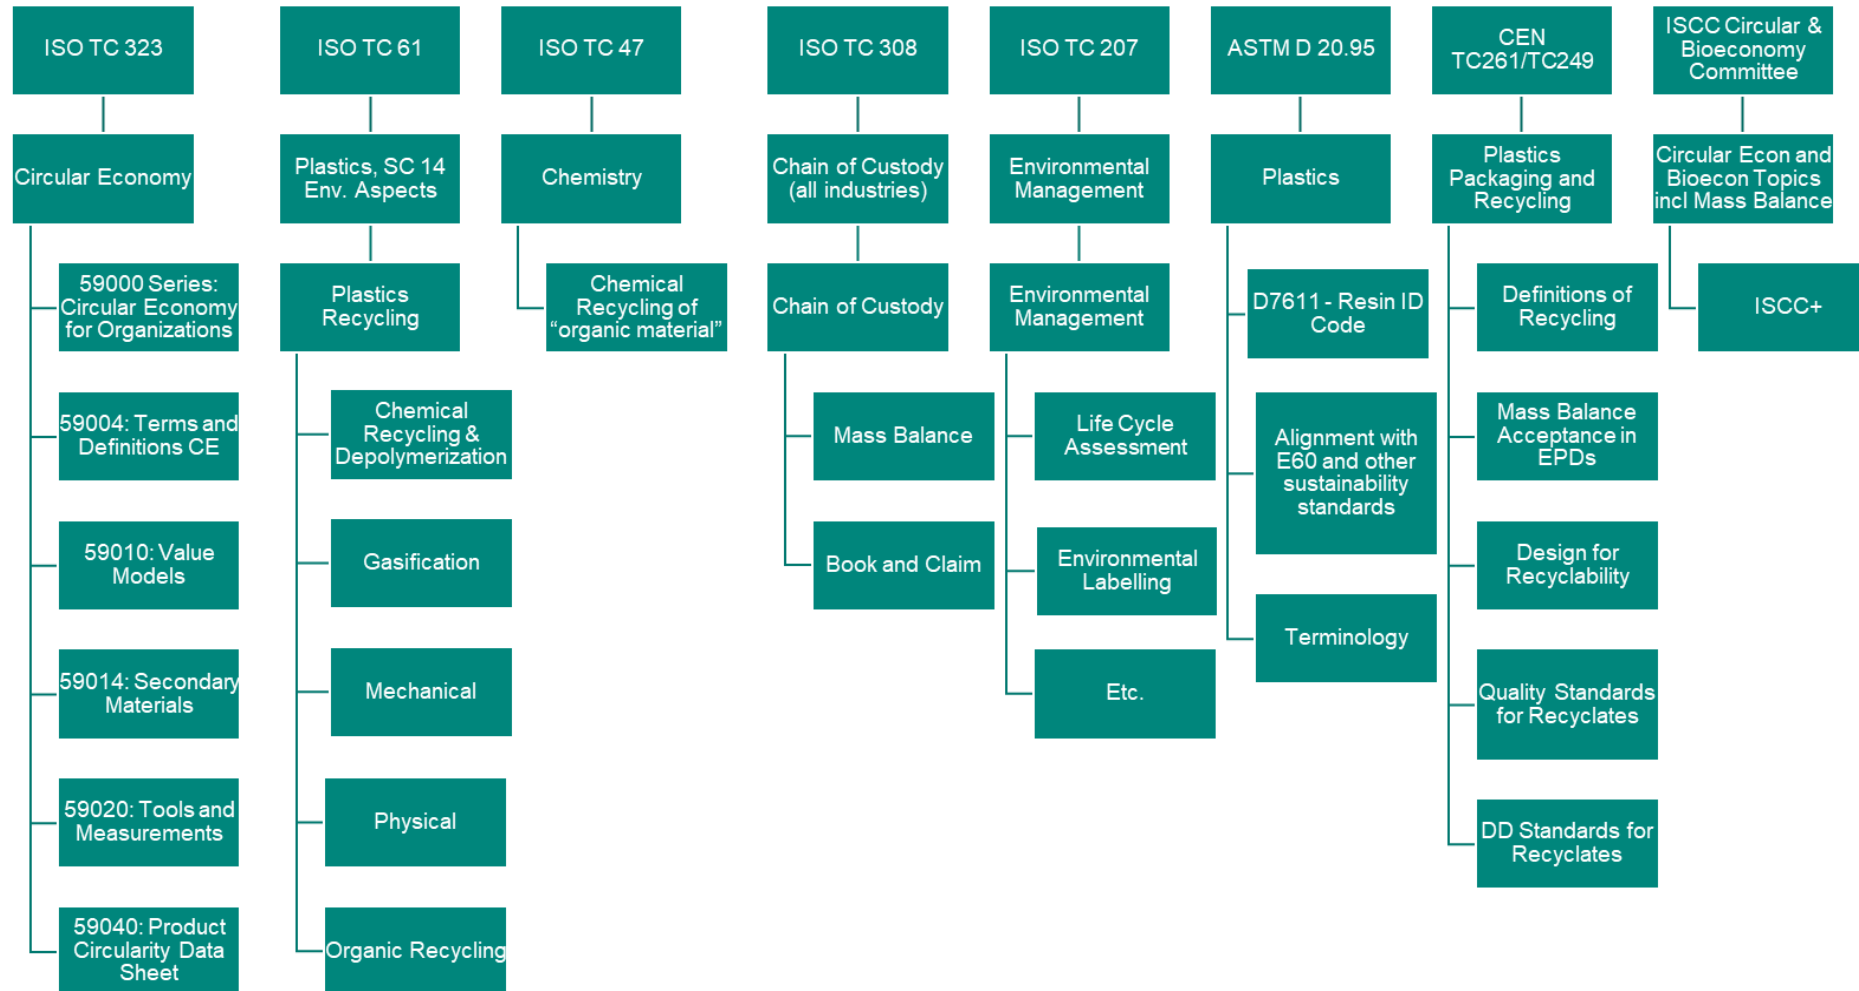 ISO TC 323
Circular Economy
59000 Series:
Circular Economy
for Organizations
59004: Terms and
Definitions CE
59010: Value
Models
59014: Secondary
Materials
59020: Tools and
Measurements
59040: Product
Circularity Data
Sheet
ISO TC 61
Plastics, SC 14
Env. Aspects
Plastics
Recycling
Chemical
Recycling &
Depolymerization
Gasification
Mechanical
Physical
Organic Recycling
ISO TC 47
Chemistry
Chemical
Recycling of
“organic material”
ISO TC 308
Chain of Custody
(all industries)
Chain of Custody
Mass Balance
Book and Claim
ISO TC 207
Environmental
Management
Environmental
Management
Life Cycle
Assessment
Environmental
Labelling
Etc.
ASTM D 20.95
Plastics
D7611 - Resin ID
Code
Alignment with
E60 and other
sustainability
standards
Terminology
CEN
TC261/TC249
Plastics
Packaging and
Recycling
Definitions of
Recycling
Mass Balance
Acceptance in
EPDs
Design for
Recyclability
Quality Standards
for Recyclates
DD Standards for
Recyclates
ISCC Circular &
Bioeconomy
Committee
Circular Econ and
Bioecon Topics
incl Mass Balance
ISCC+